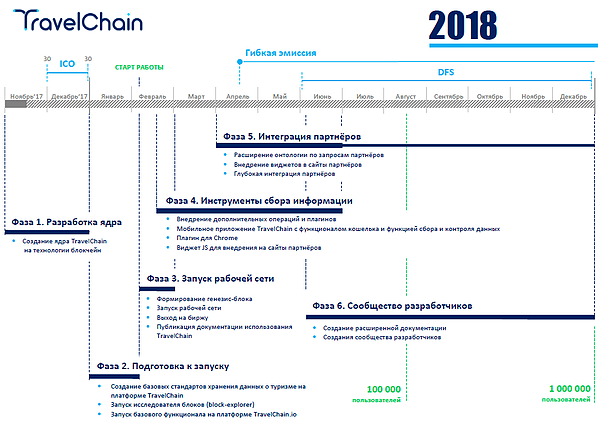 TravelChain
2018
30
30
ICO
СТАРТ РАБОТЫ
Гибкая эмиссия
DFS
Ноябрь'17
Декабрь'17
Январь
Февраль
Март
Апрель
Май
Июнь
Июль
Август
Сентябрь
Октябрь
Ноябрь
Декабрь
Фаза 5. Интеграция партнёров
Расширение онтологии по запросам партнёров
Внедрение виджетов в сайты партнёров
Глубокая интеграция партнёров
Фаза 4. Инструменты сбора информации
Внедрение дополнительных операций и плагинов
Мобильное приложение TravelChain с функционалом кошелька и функцией сбора и контроля данных
Плагин для Chrome
Виджет JS для внедрения на сайты партнёров
Фаза 1. Разработка ядра
Создание ядра TravelChain
на технологии блокчейн
Фаза 3. Запуск рабочей сети
Формирование генезис-блока
Запуск рабочей сети
Выход на биржу
Публикация документации использования
TravelChain
Фаза 6. Сообщество разработчиков
Создание расширенной документации
Создания сообщества разработчиков
Фаза 2. Подготовка к запуску
Создание базовых стандартов хранения данных о туризме на
платформе TravelChain
Запуск исследователя блоков (block-explorer)
Запуск базового функционала на платформе TravelChain.io
100 000
пользователей
1 000 000
пользователей